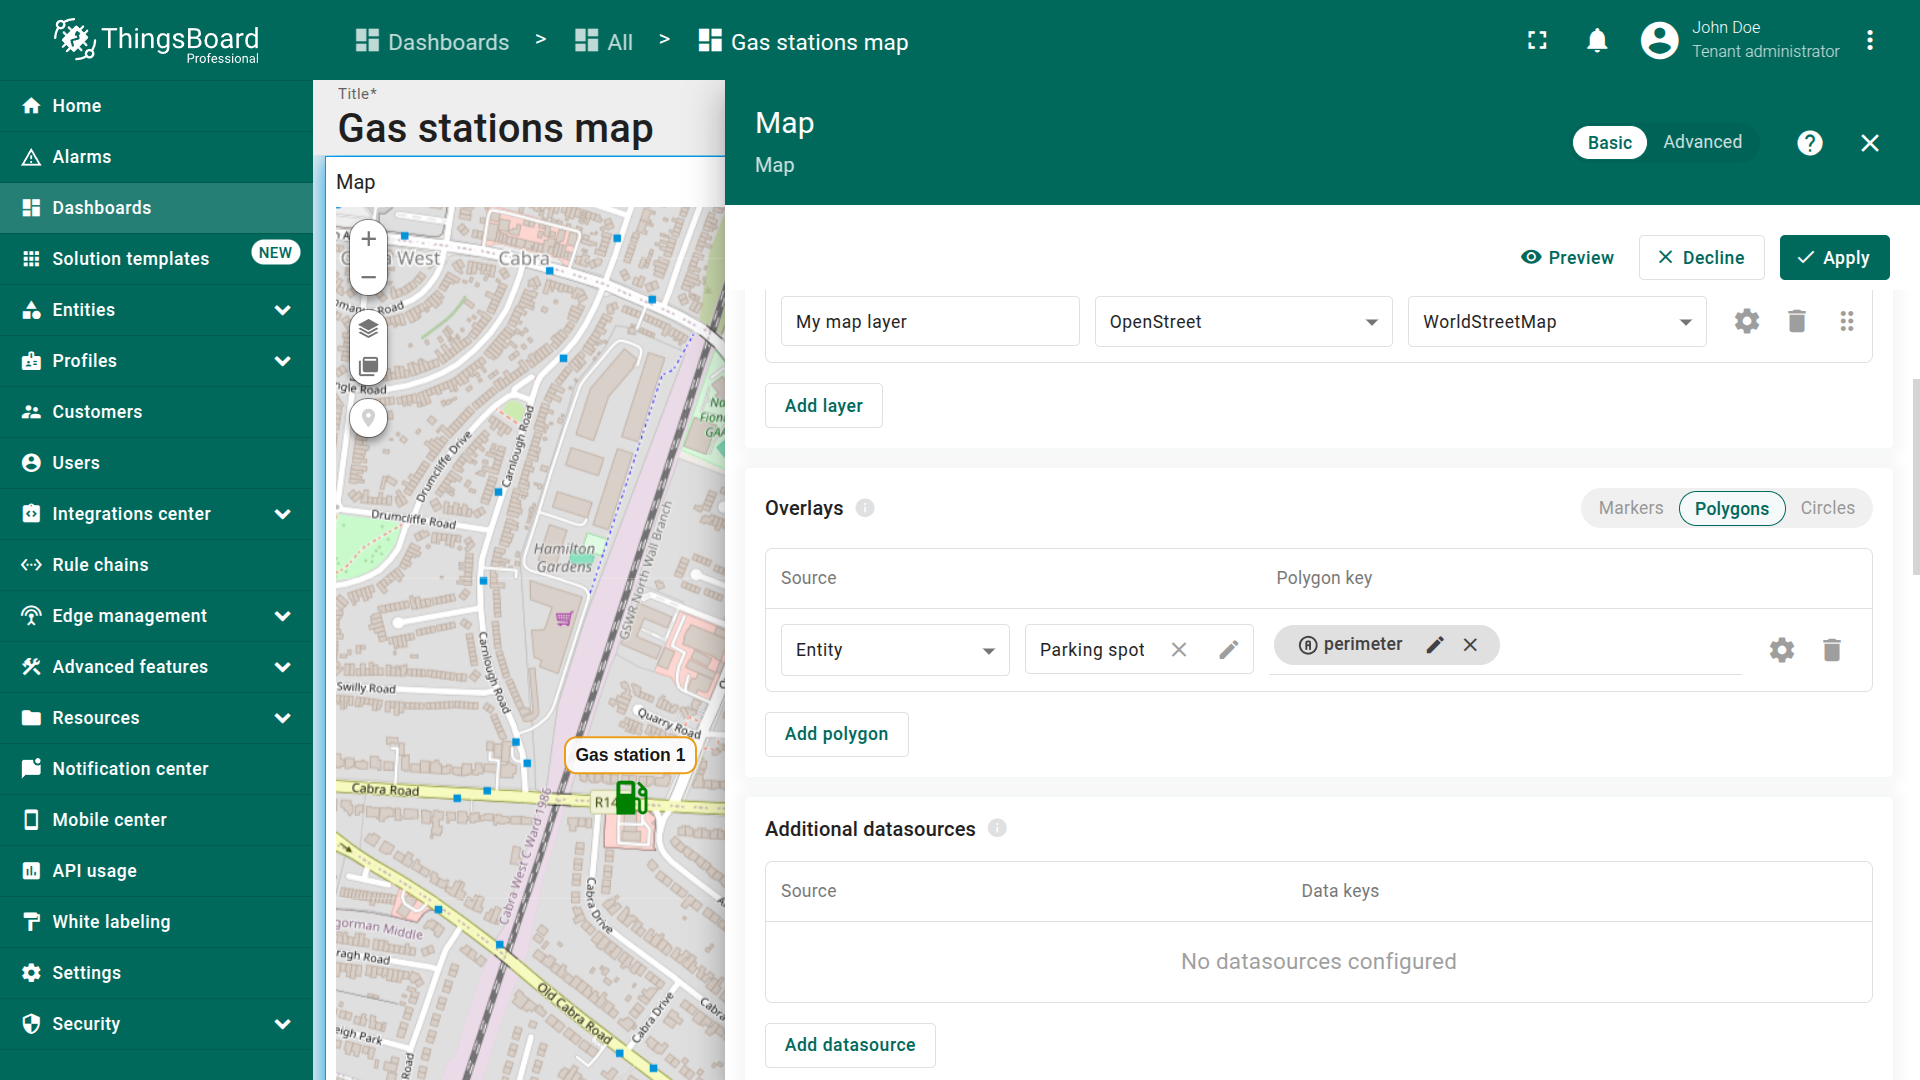 ThingsBoard
Professional
Dashboards > All > Gas stations map
John Doe
Tenant administrator
Home
Alarms
Dashboards
Solution templates NEW
Entities
Profiles
Customers
Users
Integrations center
Rule chains
Edge management
Advanced features
Resources
Notification center
Mobile center
API usage
White labeling
Settings
Security
Title*
Gas stations map
Map
West
Cabra
Road
Drumcliffe Drive
Carnlough Road
Drumcliffe Road
Hamilton
Gardens
GSWR North Wall Branch
Carnlough Road
Swilly Road
Quarry Road
Gas station 1
Cabra Road
Cabra West C Ward 1986
Cabra Drive
gorman Middle
ragh Road
Old Cabra Road
Cabra Drive
eigh Park
Road
Map
Map
Basic
Advanced
Preview
Decline
Apply
My map layer
OpenStreet
WorldStreetMap
Add layer
Overlays
Markers
Polygons
Circles
Source
Polygon key
Entity
Parking spot
perimeter
Add polygon
Additional datasources
Source
Data keys
No datasources configured
Add datasource